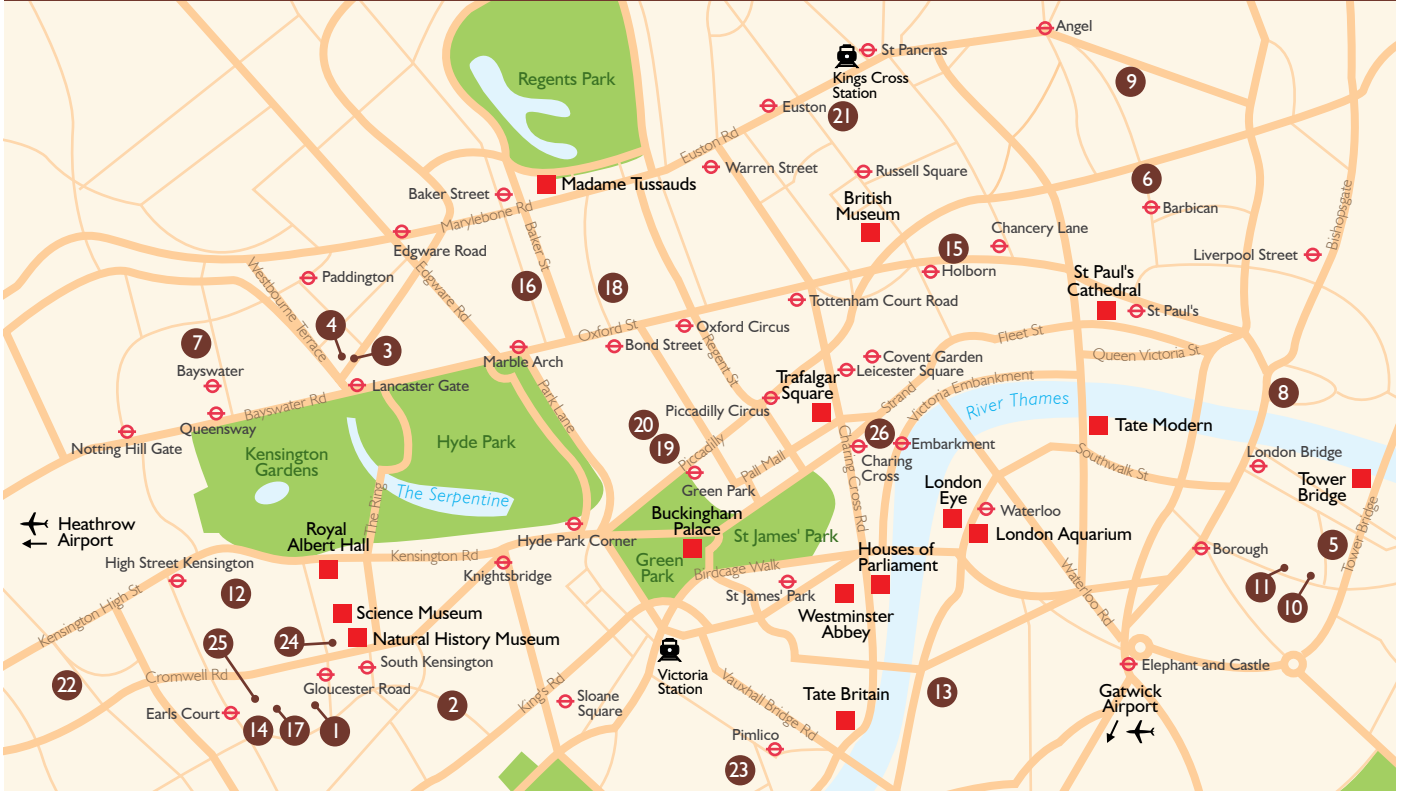 Angel
St Pancras
Kings Cross
Station
9
Regents Park
Euston
21
Euston Rd
Warren Street
Russell Square
Madame Tussauds
Baker Street
Marylebone Rd
6
Barbican
British
Museum
Bishopsgate
Edgware Road
Baker St
Chancery Lane
15
Holborn
Liverpool Street
Westbourne Terrace
Paddington
Edgware Rd
16
18
St Paul's
Cathedral
St Paul's
Tottenham Court Road
Oxford St
Oxford Circus
Bond Street
Regent St
Fleet St
Queen Victoria St
4
3
7
Bayswater
Marble Arch
Covent Garden
Leicester Square
Trafalgar
Square
Lancaster Gate
Park Lane
Strand
Victoria Embankment
River Thames
8
Bayswater Rd
Queensway
Piccadilly Circus
Notting Hill Gate
Hyde Park
Kensington
Gardens
20
19
Piccadilly
Pall Mall
26
Charing
Cross
Embarkment
Charing Cross Rd
Tate Modern
Southwalk St
London Bridge
Tower
Bridge
Green Park
The Serpentine
The Ring
London
Eye
Waterloo
London Aquarium
Heathrow
Airport
Royal
Albert Hall
Hyde Park Corner
Buckingham
Palace
St James' Park
Green
Park
Birdcage Walk
Houses of
Parliament
Borough
5
Tower Bridge
High Street Kensington
Kensington Rd
Knightsbridge
St James' Park
Waterloo Rd
11
10
12
Kensington High St
Science Museum
Westminster
Abbey
25
24
Natural History Museum
South Kensington
Gloucester Road
Cromwell Rd
22
Victoria
Station
Vauxhall Bridge Rd
Elephant and Castle
Gatwick
Airport
Tate Britain
13
King's Rd
Sloane
Square
2
Earls Court
14
17
1
Pimlico
23